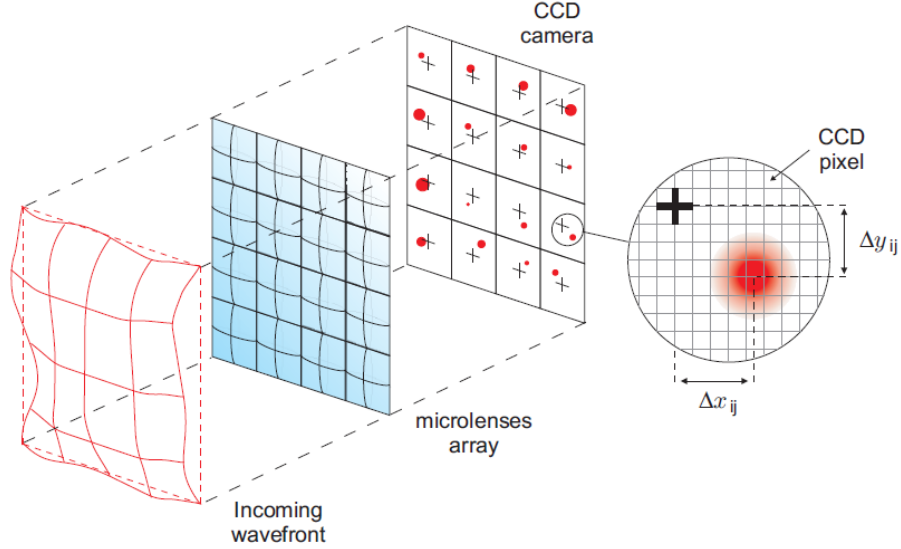 CCD
camera
CCD
pixel
Δy ij
Δx ij
microlenses
array
Incoming
wavefront